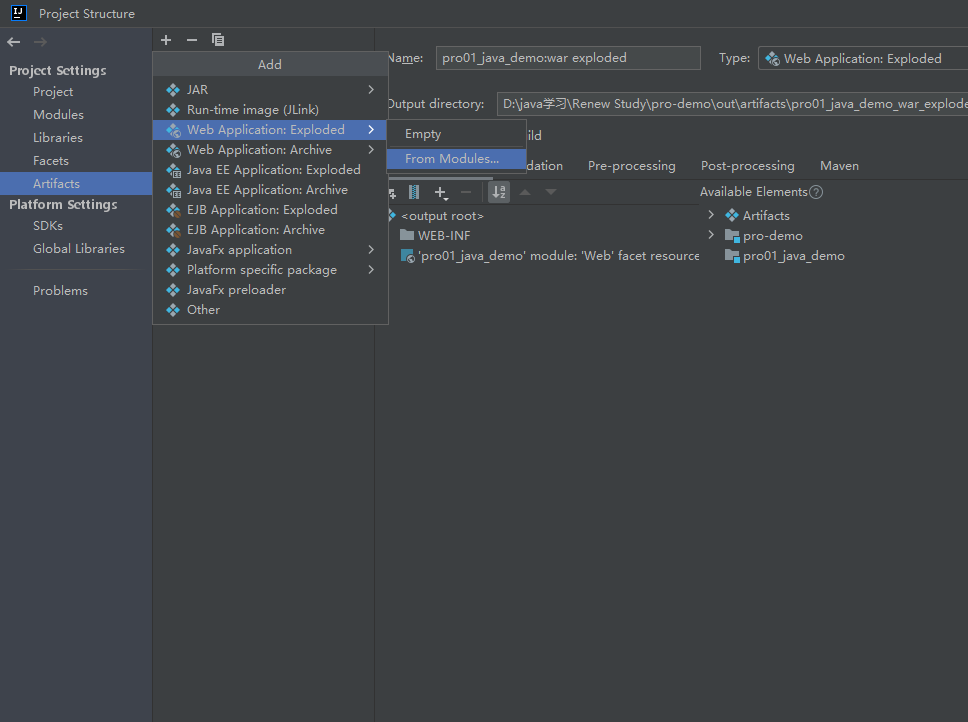 Project Structure
Project Settings
Project
Modules
Libraries
Facets
Artifacts
Platform Settings
SDKs
Global Libraries
Problems
Add
JAR
Run-time image (JLink)
Web Application: Exploded
Web Application: Archive
Java EE Application: Exploded
Java EE Application: Archive
EJB Application: Exploded
EJB Application: Archive
JavaFx application
Platform specific package
JavaFx preloader
Other
Empty
From Modules...
Name: pro01_java_demo:war exploded Type: Web Application: Exploded
Output directory: D:\java学习\Renew Study\pro-demo\out\artifacts\pro01_java_demo_war_explode
ild
dation Pre-processing Post-processing Maven
Available Elements ?
<output root> Artifacts
WEB-INF pro-demo
'pro01_java_demo' module: 'Web' facet resource pro01_java_demo